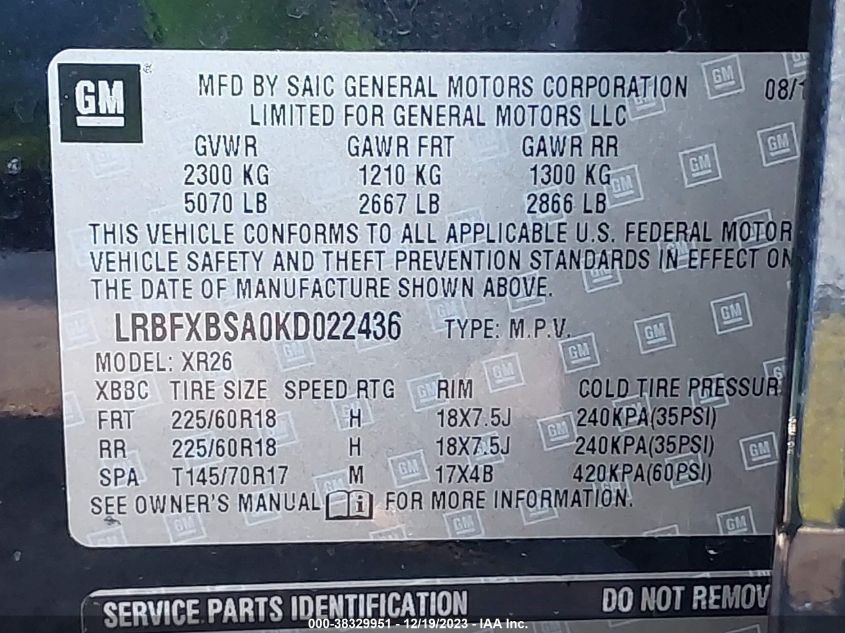 GM
MFD BY SAIC GENERAL MOTORS CORPORATION 08/1
LIMITED FOR GENERAL MOTORS LLC
GVWR GAWR FRT GAWR RR
2300 KG 1210 KG 1300 KG
5070 LB 2667 LB 2866 LB
THIS VEHICLE CONFORMS TO ALL APPLICABLE U.S. FEDERAL MOTOR
VEHICLE SAFETY AND THEFT PREVENTION STANDARDS IN EFFECT ON
THE DATE OF MANUFACTURE SHOWN ABOVE.
LRBFXBSA0KD022436 TYPE: M.P.V.
MODEL: XR26
XBBC TIRE SIZE SPEED RTG RIM COLD TIRE PRESSUR
FRT 225/60R18 H 18X7.5J 240KPA(35PSI)
RR 225/60R18 H 18X7.5J 240KPA(35PSI)
SPA T145/70R17 M 17X4B 420KPA(60PSI)
SEE OWNER'S MANUAL i FOR MORE INFORMATION.
SERVICE PARTS IDENTIFICATION DO NOT REMOV
000-38329951 - 12/19/2023 - IAA Inc.